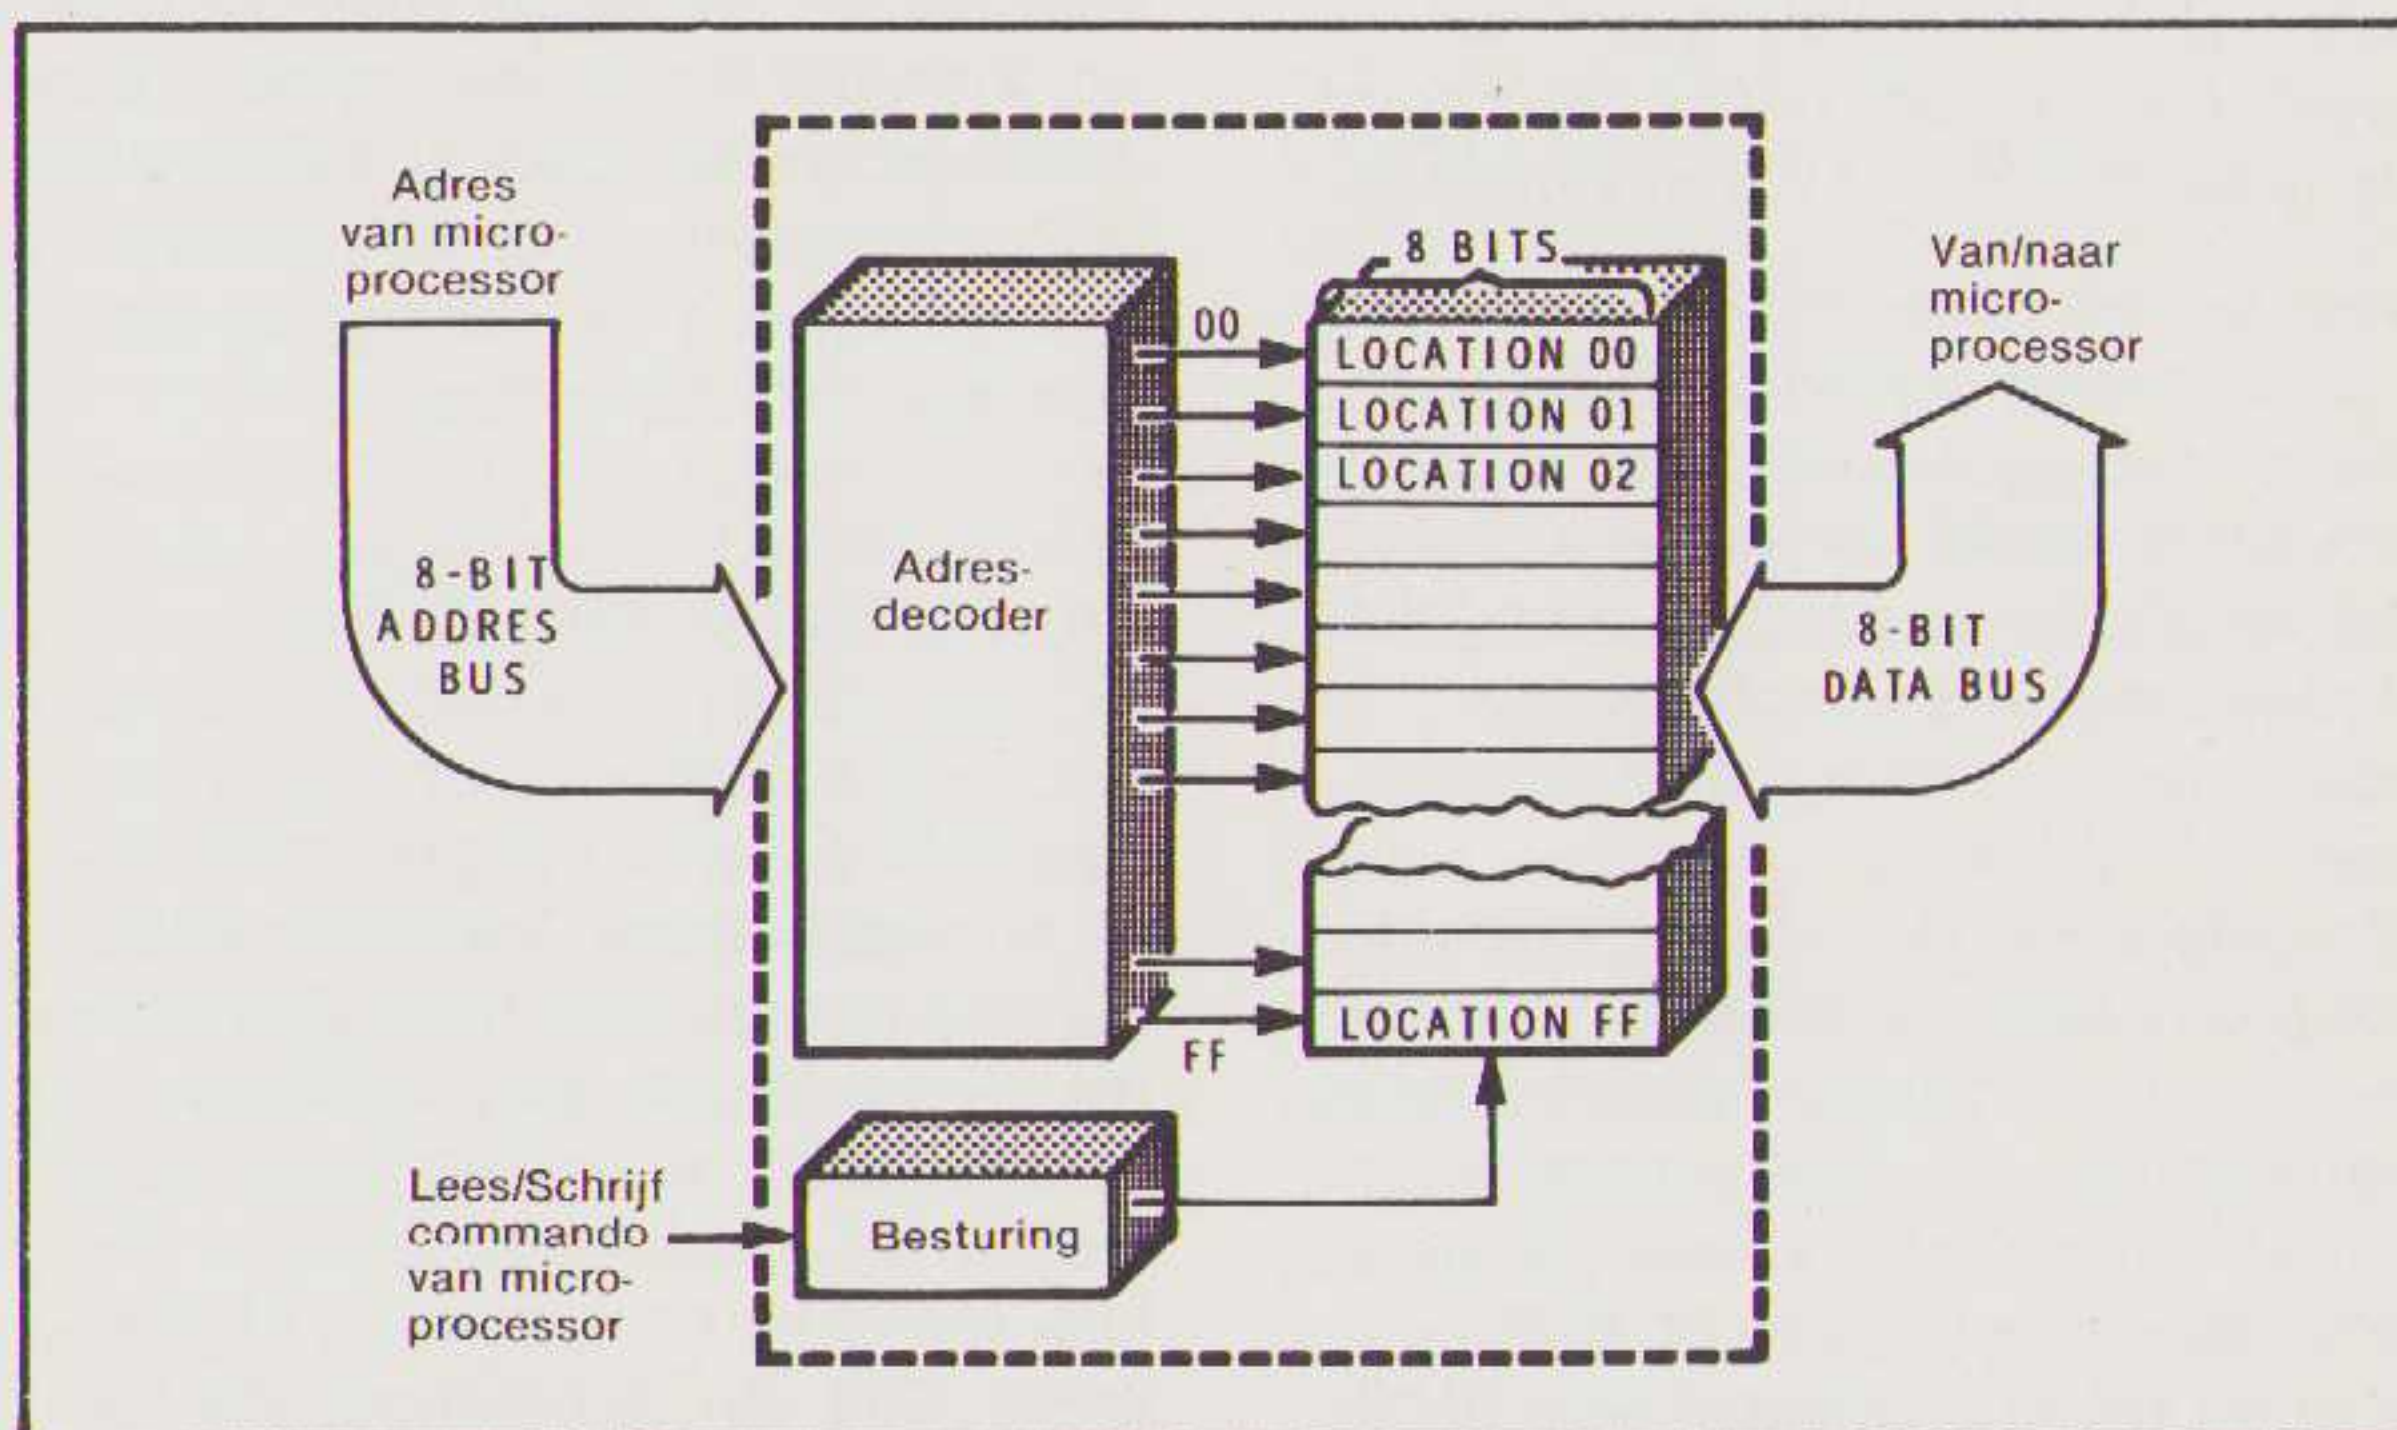 Adres
van micro-
processor
8-BIT
ADDRES
BUS
Adres-
decoder
00
FF
8 BITS
LOCATION 00
LOCATION 01
LOCATION 02
LOCATION FF
Van/naar
micro-
processor
8-BIT
DATA BUS
Lees/Schrijf
commando
van micro-
processor
Besturing